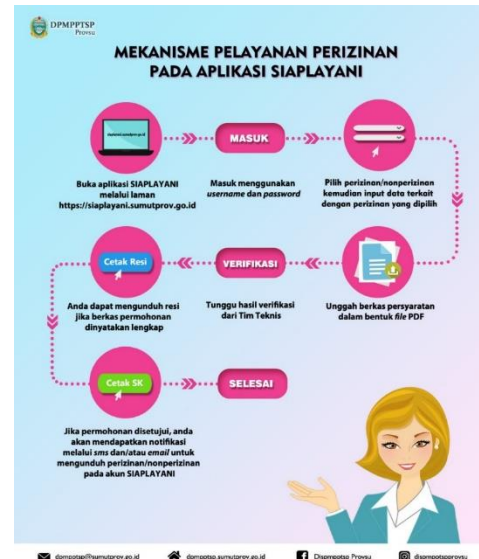 DPMPPTSP
Provsu
MEKANISME PELAYANAN PERIZINAN
PADA APLIKASI SIAPLAYANI
MASUK
Buka aplikasi SIAPLAYANI
melalui laman
https://siaplayani.sumutprov.go.id
Masuk menggunakan
username dan password
Pilih perizinan/nonperizinan
kemudian input data terkait
dengan perizinan yang dipilih
Cetak Resi
VERIFIKASI
Anda dapat mengunduh resi
jika berkas permohonan
dinyatakan lengkap
Tunggu hasil verifikasi
dari Tim Teknis
Unggah berkas persyaratan
dalam bentuk file PDF
Cetak SK
SELESAI
Jika permohonan disetujui, anda
akan mendapatkan notifikasi
melalui sms dan/atau email untuk
mengunduh perizinan/nonperizinan
pada akun SIAPLAYANI
dpmpptsp@sumutprov.go.id
dpmpptsp.sumutprov.go.id
Dispmpptsp Provsu
dispmpptspprovsu